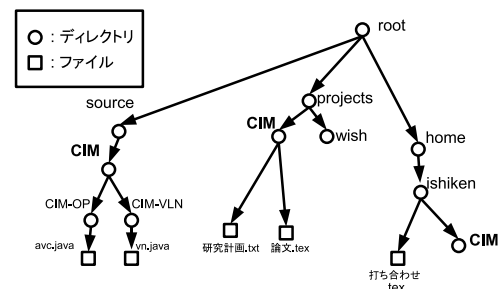 root
○ : ディレクトリ
□ : ファイル
source
projects
CIM
wish
home
CIM
ishiken
CIM-OP
CIM-VLN
CIM
avc.java
vn.java
研究計画.txt
論文.tex
打ち合わせ
.tex